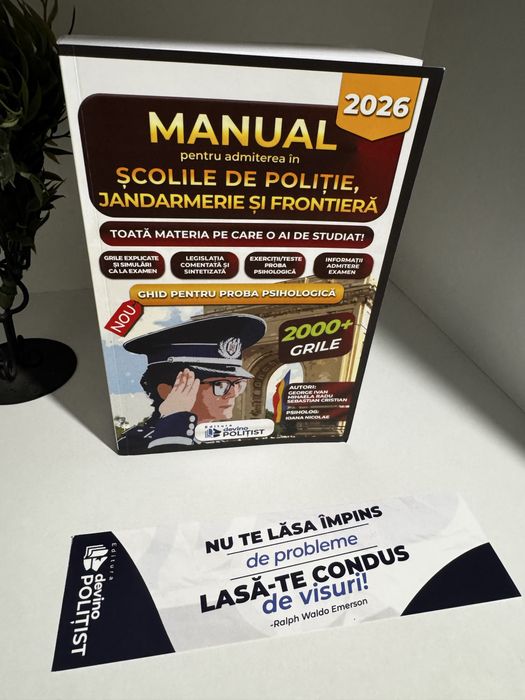 2026
MANUAL
pentru admiterea în
ȘCOLILE DE POLIȚIE,
JANDARMERIE ȘI FRONTIERĂ
TOATĂ MATERIA PE CARE O AI DE STUDIAT!
GRILE EXPLICATE
ȘI SIMULĂRI
CA LA EXAMEN
LEGISLAȚIA
COMENTATĂ ȘI
SINTETIZATĂ
EXERCIȚII/TESTE
PROBA
PSIHOLOGICĂ
INFORMAȚII
ADMITERE
EXAMEN
GHID PENTRU PROBA PSIHOLOGICĂ
NOU
2000+
GRILE
AUTORI:
GEORGE IVAN
MIHAELA RADU
SEBASTIAN CRISTIAN
PSIHOLOG:
IOANA NICOLAE
Editura
devino
POLIȚIST
NU TE LĂSA ÎMPINS
de probleme
LASĂ-TE CONDUS
de visuri!
-Ralph Waldo Emerson
Editura
devino
POLIȚIST